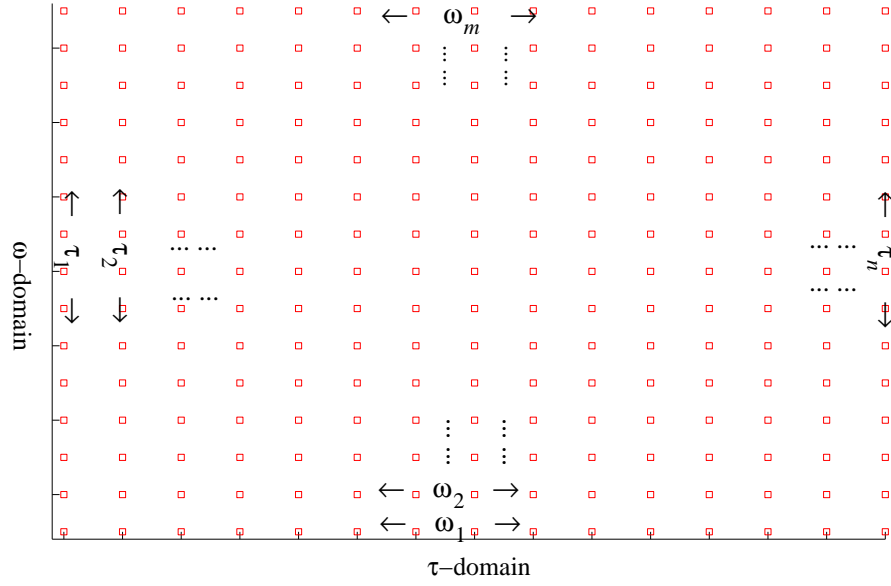 ← ω_m →
⋮ ⋮
⋮ ⋮
ω−domain
← τ_1 →
← τ_2 →
... ...
... ...
... ...
... ...
← τ_n →
⋮ ⋮
⋮ ⋮
← ω_2 →
← ω_1 →
τ−domain